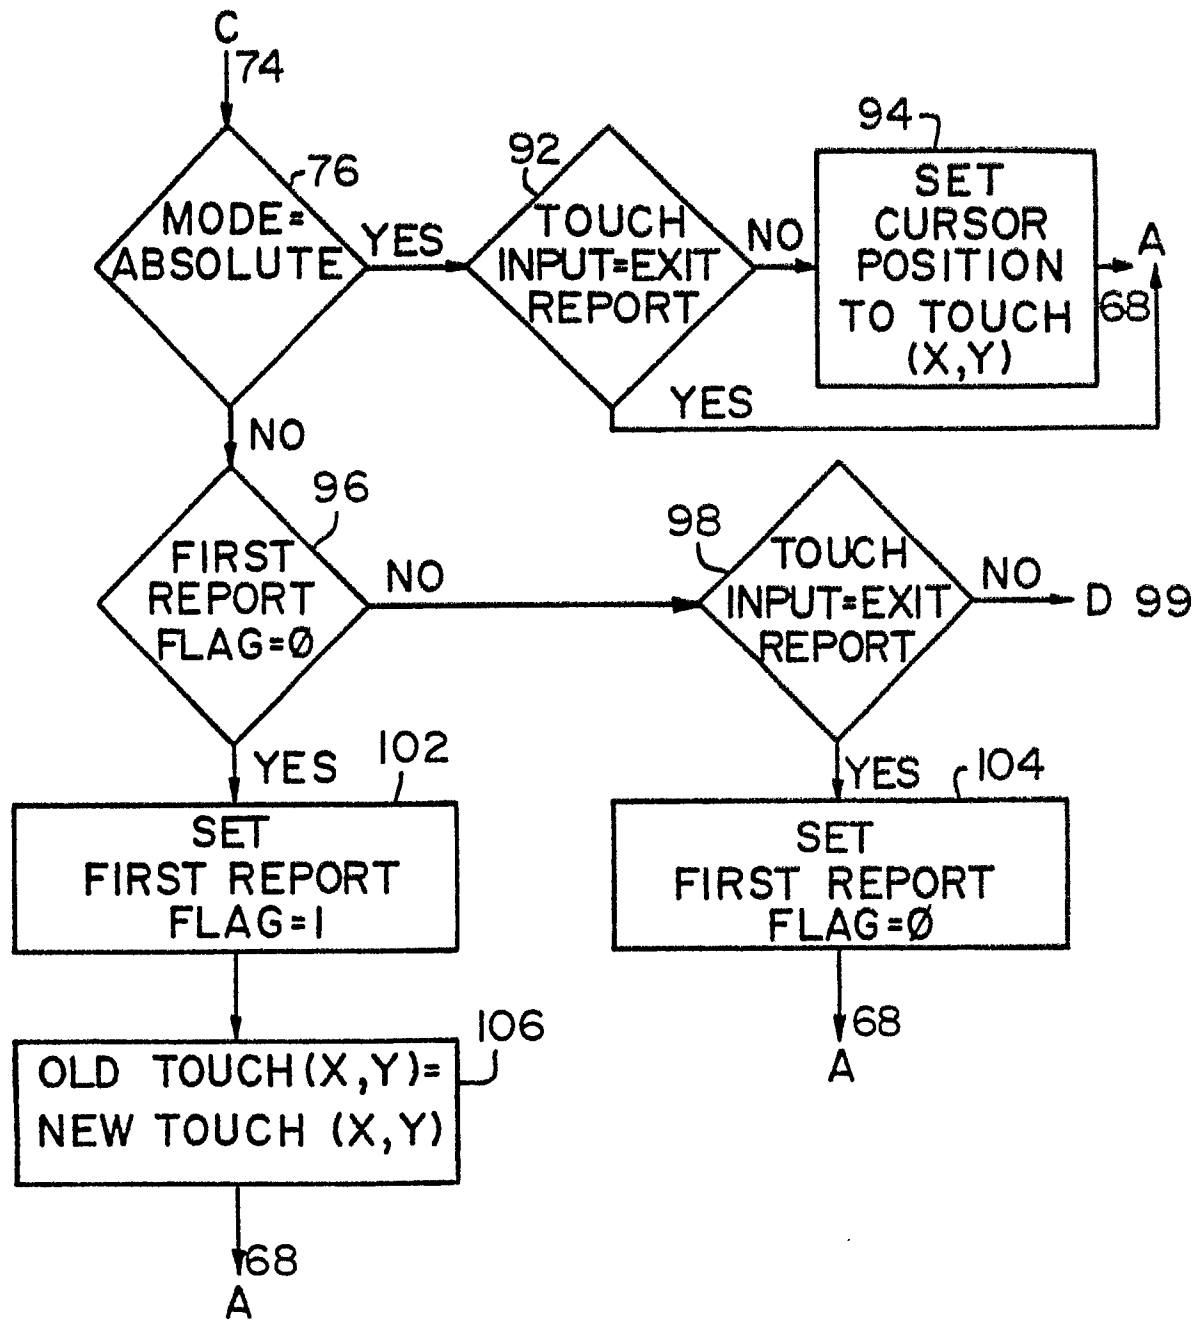 C
74
76
MODE=
ABSOLUTE
YES
92
TOUCH
INPUT=EXIT
REPORT
NO
94
SET
CURSOR
POSITION
TO TOUCH
(X,Y)
A
68
YES
NO
96
FIRST
REPORT
FLAG=Ø
NO
98
TOUCH
INPUT=EXIT
REPORT
NO
D 99
YES
102
SET
FIRST REPORT
FLAG=1
YES
104
SET
FIRST REPORT
FLAG=Ø
68
A
106
OLD TOUCH(X,Y)=
NEW TOUCH (X,Y)
68
A